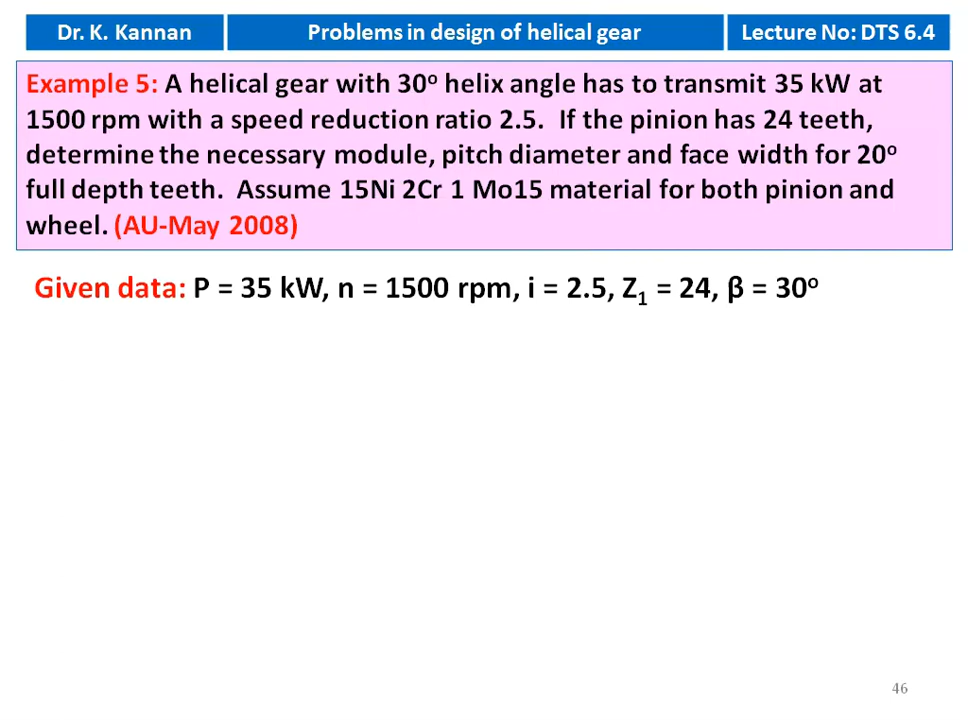 Dr. K. Kannan
Problems in design of helical gear
Lecture No: DTS 6.4
Example 5: A helical gear with 30º helix angle has to transmit 35 kW at
1500 rpm with a speed reduction ratio 2.5. If the pinion has 24 teeth,
determine the necessary module, pitch diameter and face width for 20º
full depth teeth. Assume 15Ni 2Cr 1 Mo15 material for both pinion and
wheel. (AU-May 2008)
Given data: P = 35 kW, n = 1500 rpm, i = 2.5, Z₁ = 24, β = 30º
46